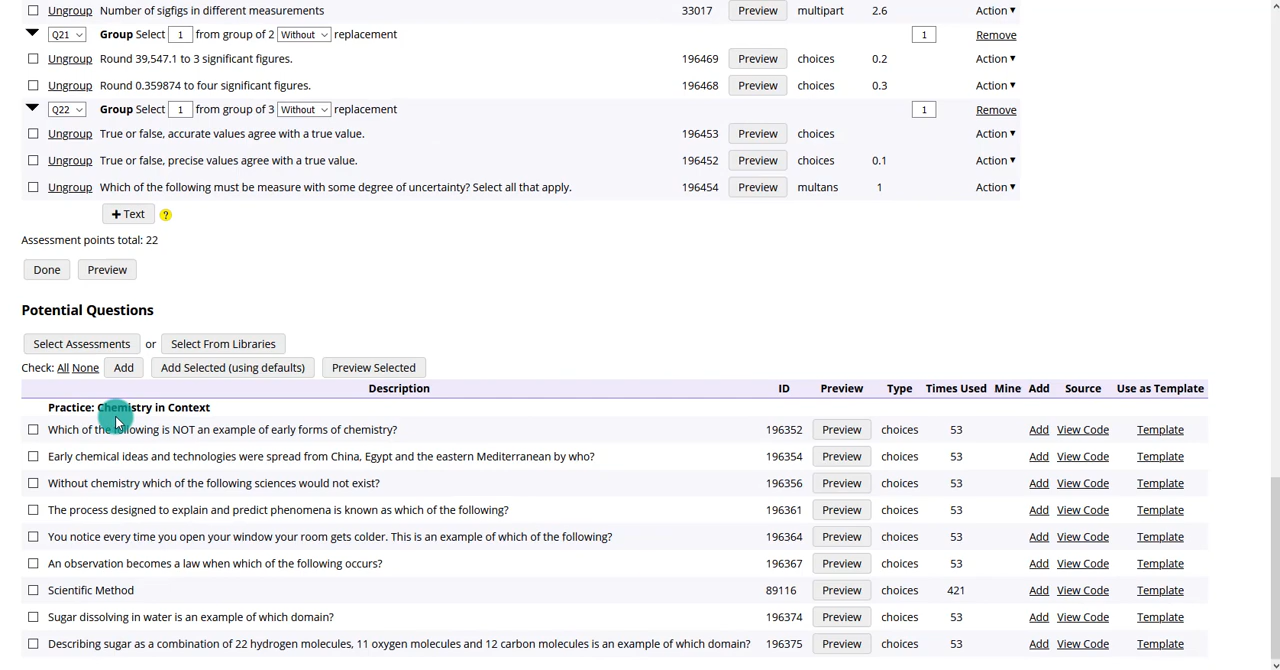 Ungroup Number of sigfigs in different measurements 33017 Preview multipart 2.6 Action▼
Q21 Group Select 1 from group of 2 Without replacement 1 Remove
Ungroup Round 39,547.1 to 3 significant figures. 196469 Preview choices 0.2 Action▼
Ungroup Round 0.359874 to four significant figures. 196468 Preview choices 0.3 Action▼
Q22 Group Select 1 from group of 3 Without replacement 1 Remove
Ungroup True or false, accurate values agree with a true value. 196453 Preview choices Action▼
Ungroup True or false, precise values agree with a true value. 196452 Preview choices 0.1 Action▼
Ungroup Which of the following must be measure with some degree of uncertainty? Select all that apply. 196454 Preview multans 1 Action▼
+ Text ?
Assessment points total: 22
Done Preview
Potential Questions
Select Assessments or Select From Libraries
Check: All None Add Add Selected (using defaults) Preview Selected
Description ID Preview Type Times Used Mine Add Source Use as Template
Practice: Chemistry in Context
Which of the following is NOT an example of early forms of chemistry? 196352 Preview choices 53 Add View Code Template
Early chemical ideas and technologies were spread from China, Egypt and the eastern Mediterranean by who? 196354 Preview choices 53 Add View Code Template
Without chemistry which of the following sciences would not exist? 196356 Preview choices 53 Add View Code Template
The process designed to explain and predict phenomena is known as which of the following? 196361 Preview choices 53 Add View Code Template
You notice every time you open your window your room gets colder. This is an example of which of the following? 196364 Preview choices 53 Add View Code Template
An observation becomes a law when which of the following occurs? 196367 Preview choices 53 Add View Code Template
Scientific Method 89116 Preview choices 421 Add View Code Template
Sugar dissolving in water is an example of which domain? 196374 Preview choices 53 Add View Code Template
Describing sugar as a combination of 22 hydrogen molecules, 11 oxygen molecules and 12 carbon molecules is an example of which domain? 196375 Preview choices 53 Add View Code Template